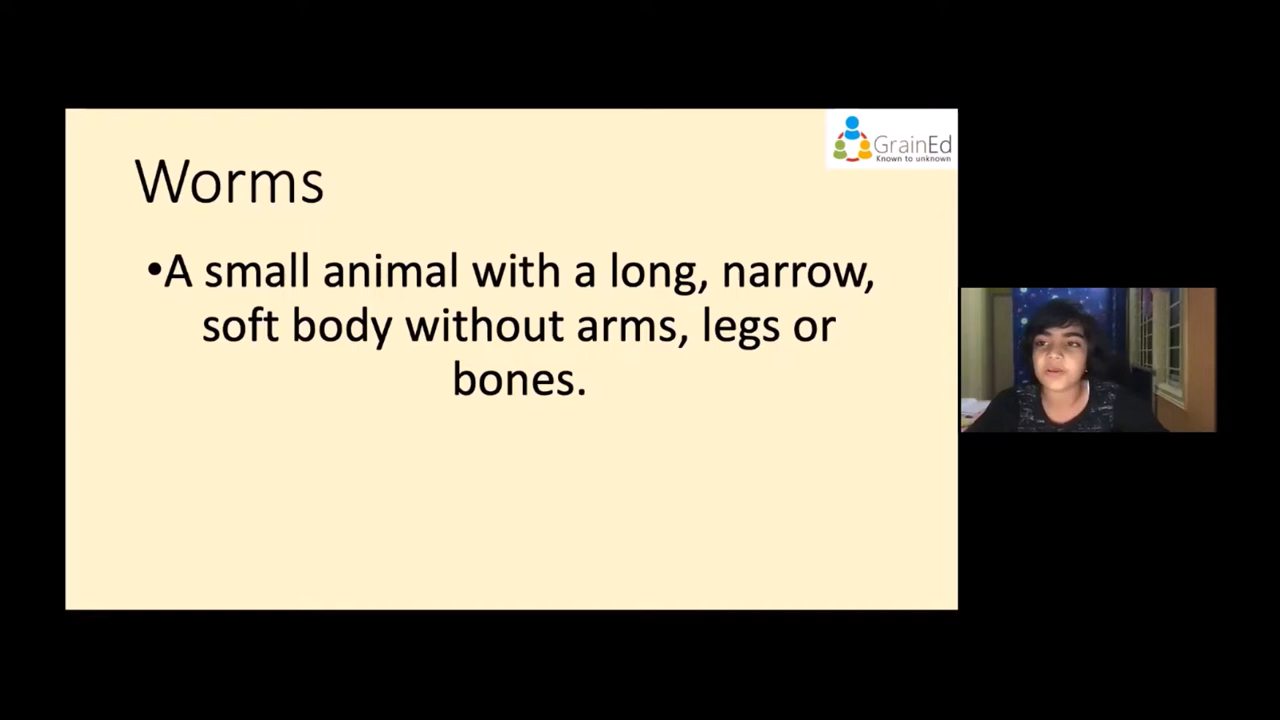 GrainEd
Known to unknown
Worms
•A small animal with a long, narrow,
soft body without arms, legs or
bones.